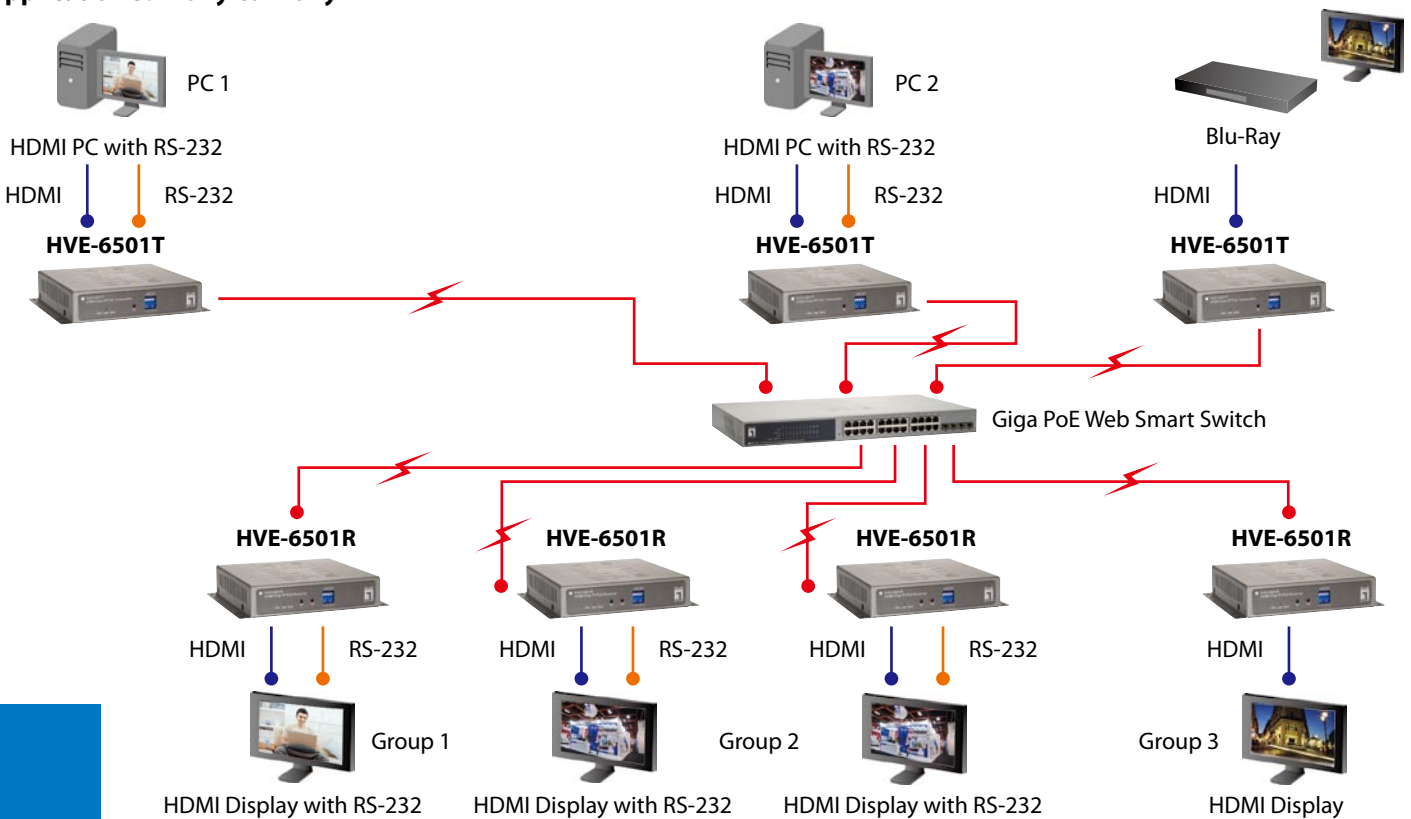 PC 1
PC 2
HDMI PC with RS-232
HDMI PC with RS-232
Blu-Ray
HDMI
RS-232
HDMI
RS-232
HDMI
HVE-6501T
HVE-6501T
HVE-6501T
Giga PoE Web Smart Switch
HVE-6501R
HVE-6501R
HVE-6501R
HVE-6501R
HDMI
RS-232
HDMI
RS-232
HDMI
RS-232
HDMI
Group 1
Group 2
Group 3
HDMI Display with RS-232
HDMI Display with RS-232
HDMI Display with RS-232
HDMI Display